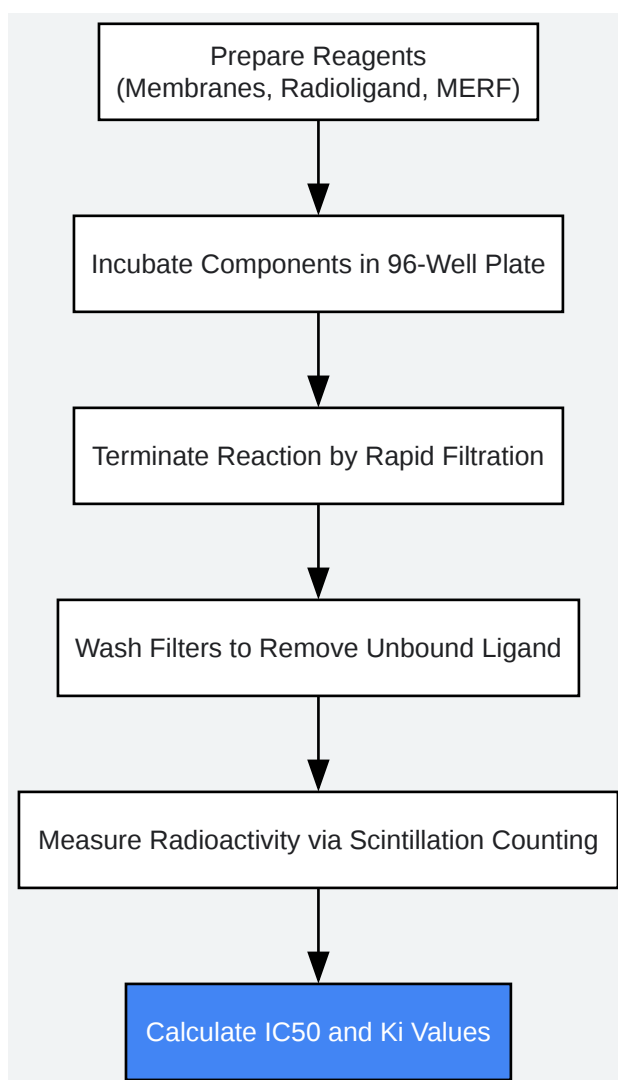 Prepare Reagents
(Membranes, Radioligand, MERF)
Incubate Components in 96-Well Plate
Terminate Reaction by Rapid Filtration
Wash Filters to Remove Unbound Ligand
Measure Radioactivity via Scintillation Counting
Calculate IC50 and Ki Values